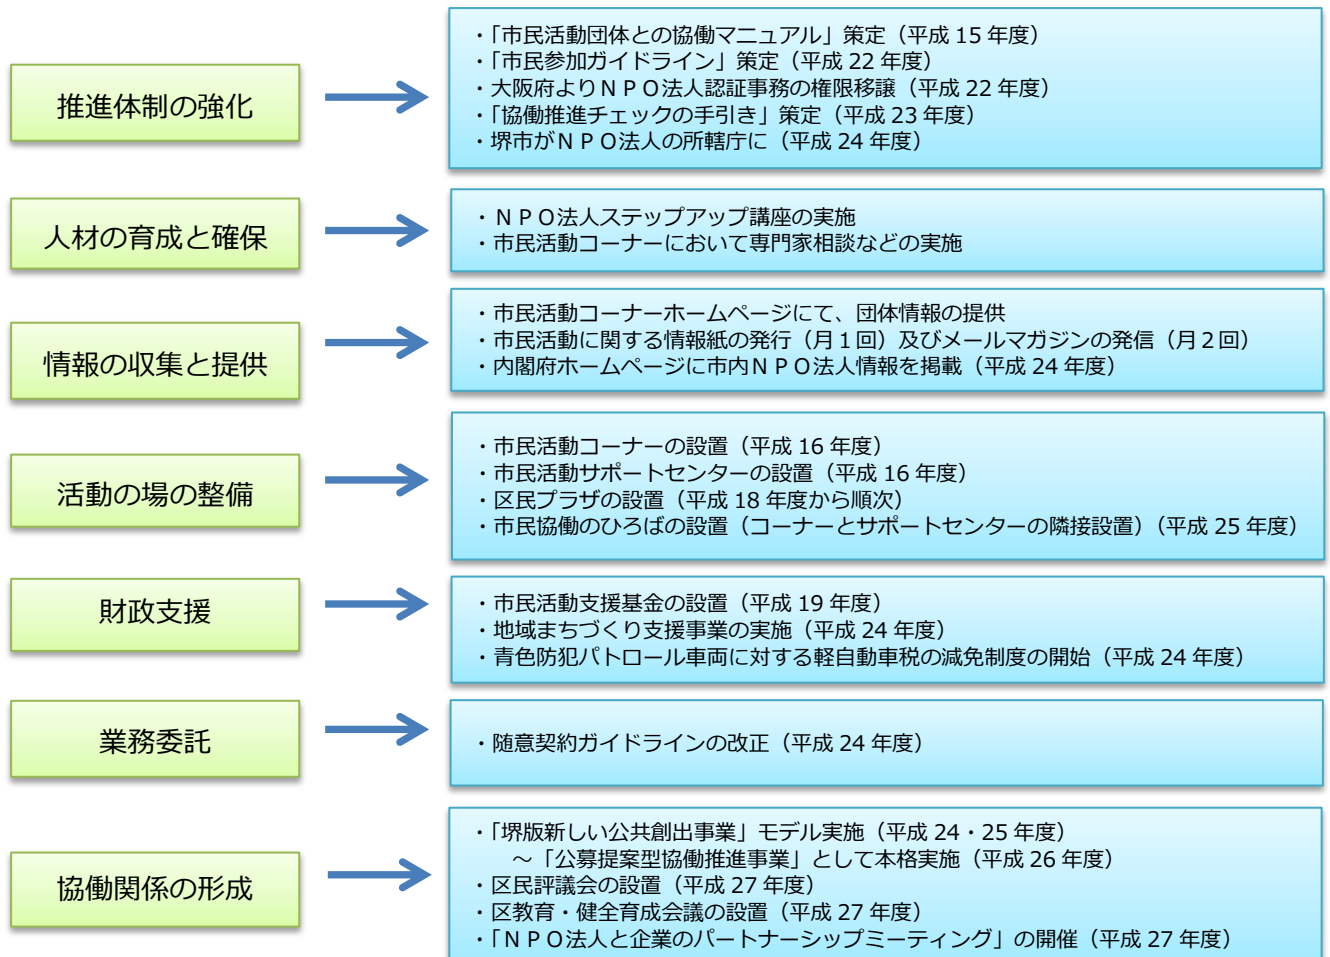 推進体制の強化
・「市民活動団体との協働マニュアル」策定（平成 15 年度）
・「市民参加ガイドライン」策定（平成 22 年度）
・大阪府よりＮＰＯ法人認証事務の権限移譲（平成 22 年度）
・「協働推進チェックの手引き」策定（平成 23 年度）
・堺市がＮＰＯ法人の所轄庁に（平成 24 年度）
人材の育成と確保
・ＮＰＯ法人ステップアップ講座の実施
・市民活動コーナーにおいて専門家相談などの実施
情報の収集と提供
・市民活動コーナーホームページにて、団体情報の提供
・市民活動に関する情報紙の発行（月１回）及びメールマガジンの発信（月２回）
・内閣府ホームページに市内ＮＰＯ法人情報を掲載（平成 24 年度）
活動の場の整備
・市民活動コーナーの設置（平成 16 年度）
・市民活動サポートセンターの設置（平成 16 年度）
・区民プラザの設置（平成 18 年度から順次）
・市民協働のひろばの設置（コーナーとサポートセンターの隣接設置）（平成 25 年度）
財政支援
・市民活動支援基金の設置（平成 19 年度）
・地域まちづくり支援事業の実施（平成 24 年度）
・青色防犯パトロール車両に対する軽自動車税の減免制度の開始（平成 24 年度）
業務委託
・随意契約ガイドラインの改正（平成 24 年度）
協働関係の形成
・「堺版新しい公共創出事業」モデル実施（平成 24・25 年度）
～「公募提案型協働推進事業」として本格実施（平成 26 年度）
・区民評議会の設置（平成 27 年度）
・区教育・健全育成会議の設置（平成 27 年度）
・「ＮＰＯ法人と企業のパートナーシップミーティング」の開催（平成 27 年度）